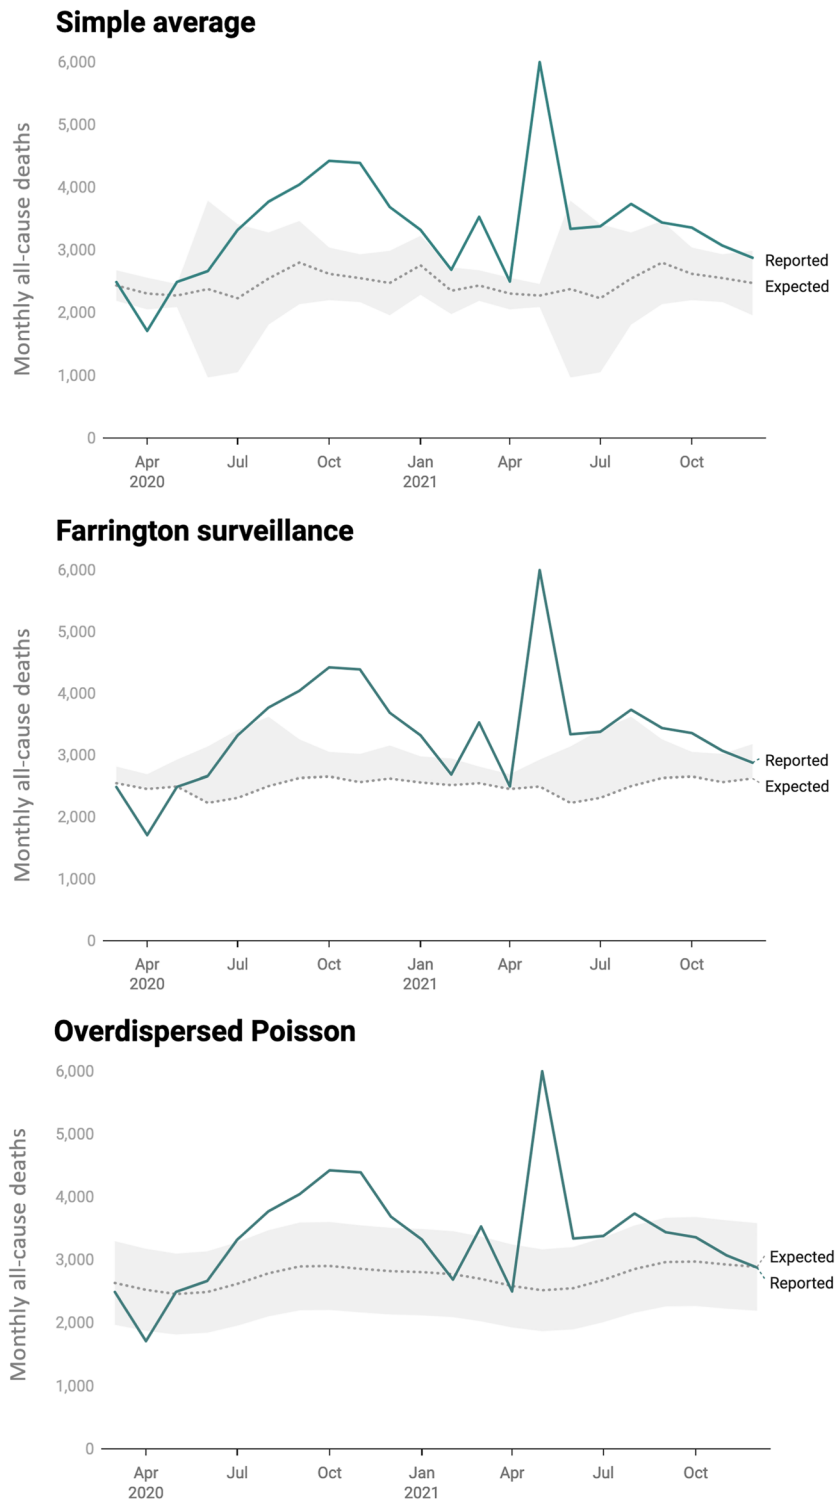 Simple average
Monthly all-cause deaths
6,000
5,000
4,000
3,000
2,000
1,000
0
Reported
Expected
Apr Jul Oct Jan Apr Jul Oct
2020 2021
Farrington surveillance
Monthly all-cause deaths
6,000
5,000
4,000
3,000
2,000
1,000
0
Reported
Expected
Apr Jul Oct Jan Apr Jul Oct
2020 2021
Overdispersed Poisson
Monthly all-cause deaths
6,000
5,000
4,000
3,000
2,000
1,000
0
Expected
Reported
Apr Jul Oct Jan Apr Jul Oct
2020 2021